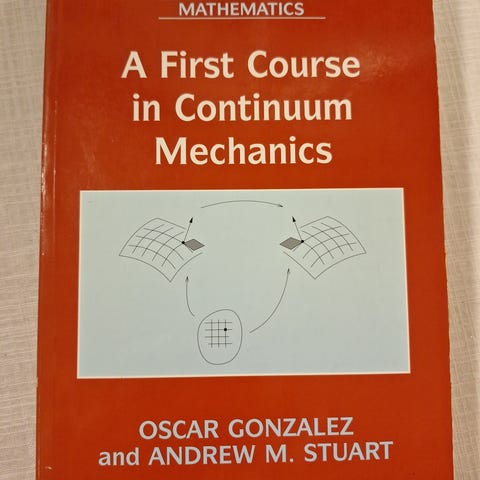 MATHEMATICS
A First Course
in Continuum
Mechanics
OSCAR GONZALEZ
and ANDREW M. STUART